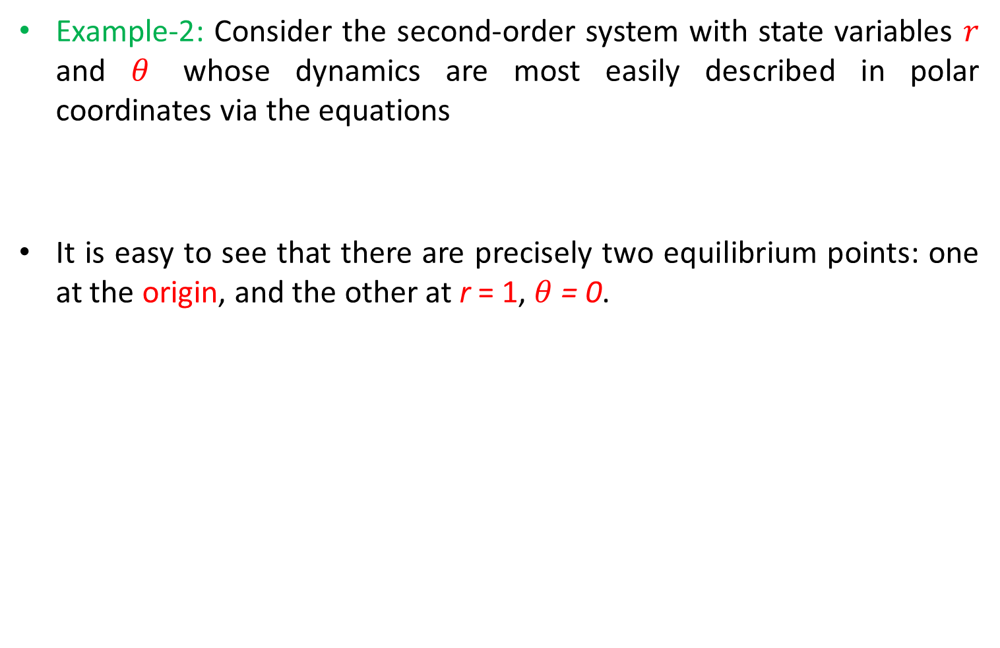 • Example-2: Consider the second-order system with state variables 𝑟
and 𝜃 whose dynamics are most easily described in polar
coordinates via the equations
• It is easy to see that there are precisely two equilibrium points: one
at the origin, and the other at r = 1, 𝜃 = 0.